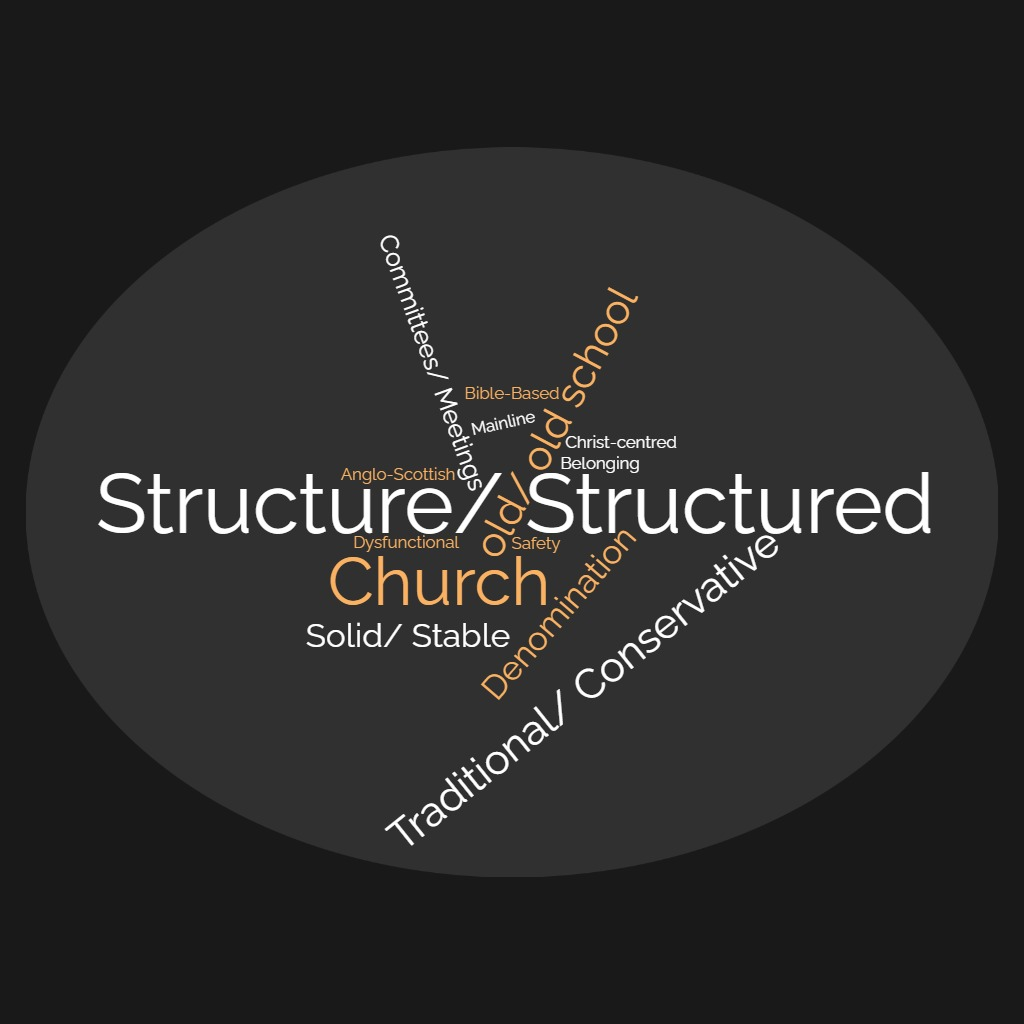 Committees/ Meetings
old/ old school
Bible-Based
Mainline
Christ-centred
Belonging
Anglo-Scottish
Structure/ Structured
Dysfunctional
Safety
Church
Denomination
Solid/ Stable
Traditional/ Conservative